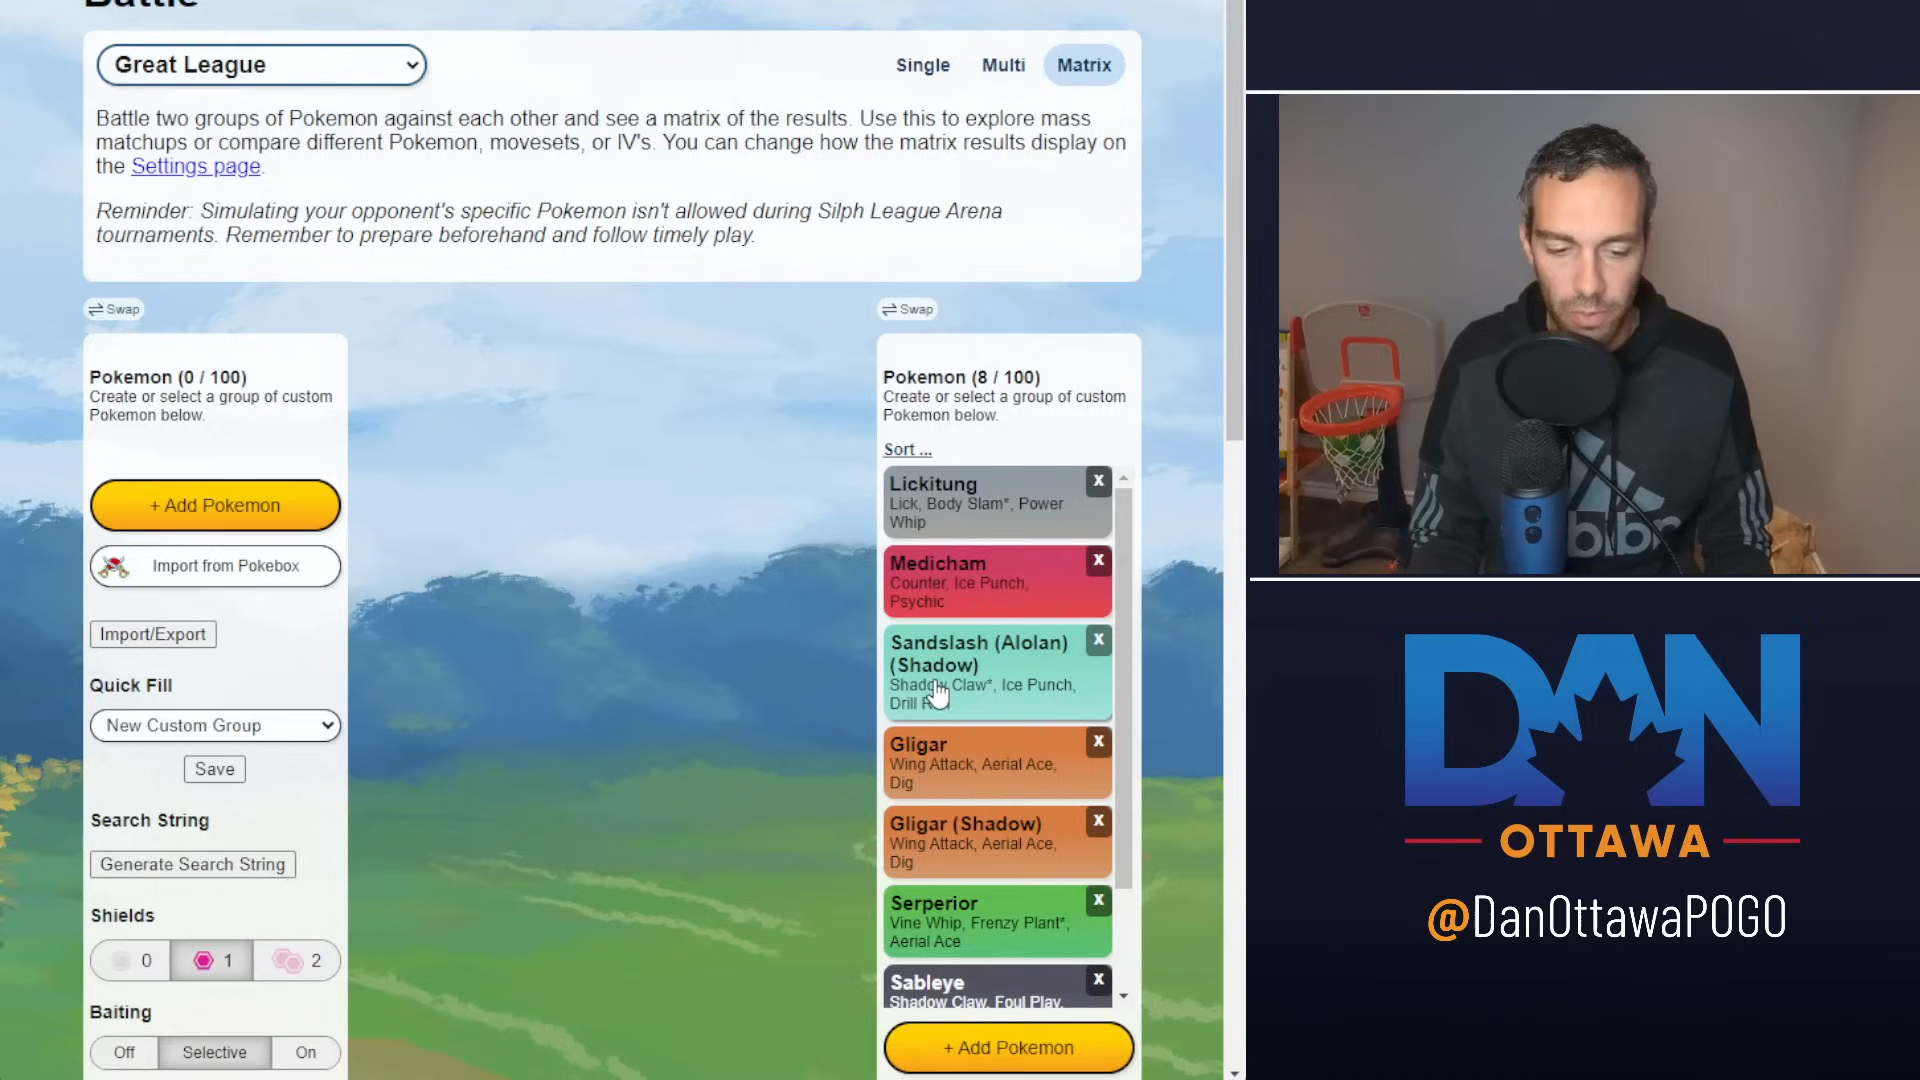 Battle
Great League
Single
Multi
Matrix
Battle two groups of Pokemon against each other and see a matrix of the results. Use this to explore mass
matchups or compare different Pokemon, movesets, or IV's. You can change how the matrix results display on
the Settings page.
Reminder: Simulating your opponent's specific Pokemon isn't allowed during Silph League Arena
tournaments. Remember to prepare beforehand and follow timely play.
Swap
Pokemon (0 / 100)
Create or select a group of custom
Pokemon below.
+ Add Pokemon
Import from Pokebox
Import/Export
Quick Fill
New Custom Group
Save
Search String
Generate Search String
Shields
0
1
2
Baiting
Off
Selective
On
Swap
Pokemon (8 / 100)
Create or select a group of custom
Pokemon below.
Sort ...
Lickitung
X
Lick, Body Slam*, Power
Whip
Medicham
X
Counter, Ice Punch,
Psychic
Sandslash (Alolan)
X
(Shadow)
Shadow Claw*, Ice Punch,
Drill
Gligar
X
Wing Attack, Aerial Ace,
Dig
Gligar (Shadow)
X
Wing Attack, Aerial Ace,
Dig
Serperior
X
Vine Whip, Frenzy Plant*,
Aerial Ace
Sableye
X
Shadow Claw, Foul Play,
+ Add Pokemon
DAN
OTTAWA
@DanOttawaPOGO